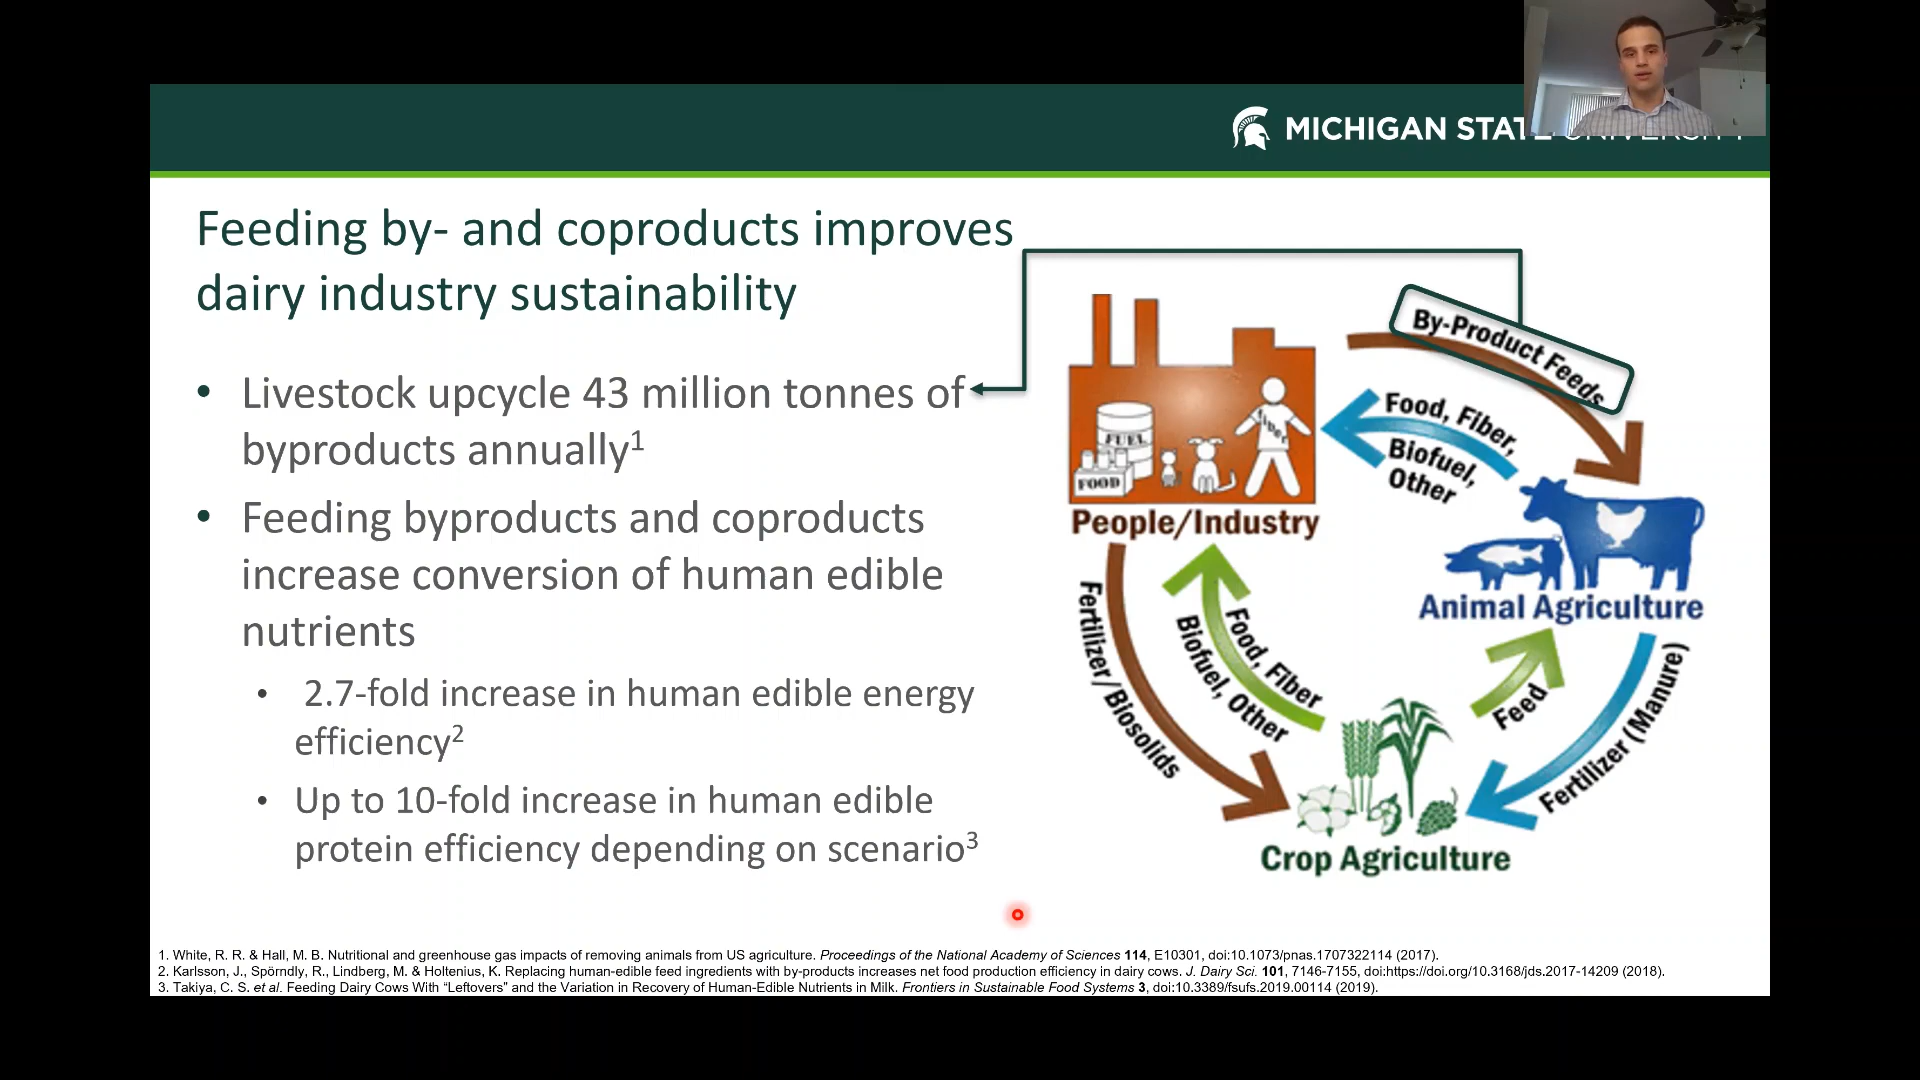 MICHIGAN STATE UNIVERSITY
Feeding by- and coproducts improves
dairy industry sustainability
• Livestock upcycle 43 million tonnes of
byproducts annually1
• Feeding byproducts and coproducts
increase conversion of human edible
nutrients
• 2.7-fold increase in human edible energy
efficiency2
• Up to 10-fold increase in human edible
protein efficiency depending on scenario3
By-Product Feeds
Food, Fiber,
Biofuel,
Other
FUEL
FOOD
fiber
People/Industry
Animal Agriculture
Fertilizer/Biosolids
Food, Fiber
Biofuel, Other
Feed
Fertilizer (Manure)
Crop Agriculture
1. White, R. R. & Hall, M. B. Nutritional and greenhouse gas impacts of removing animals from US agriculture. Proceedings of the National Academy of Sciences 114, E10301, doi:10.1073/pnas.1707322114 (2017).
2. Karlsson, J., Spörndly, R., Lindberg, M. & Holtenius, K. Replacing human-edible feed ingredients with by-products increases net food production efficiency in dairy cows. J. Dairy Sci. 101, 7146-7155, doi:https://doi.org/10.3168/jds.2017-14209 (2018).
3. Takiya, C. S. et al. Feeding Dairy Cows With “Leftovers” and the Variation in Recovery of Human-Edible Nutrients in Milk. Frontiers in Sustainable Food Systems 3, doi:10.3389/fsufs.2019.00114 (2019).